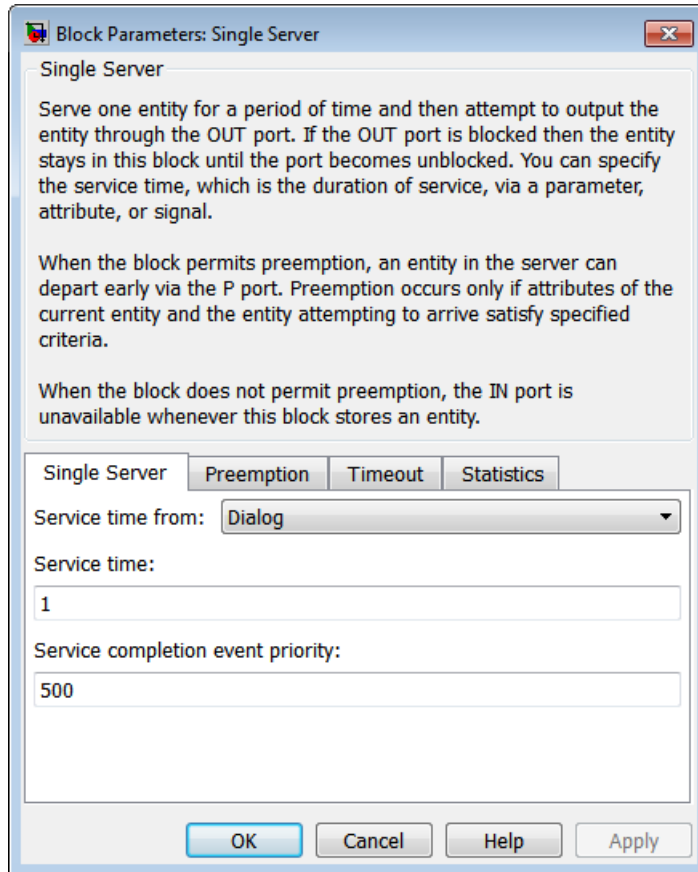 Block Parameters: Single Server
Single Server
Serve one entity for a period of time and then attempt to output the
entity through the OUT port. If the OUT port is blocked then the entity
stays in this block until the port becomes unblocked. You can specify
the service time, which is the duration of service, via a parameter,
attribute, or signal.
When the block permits preemption, an entity in the server can
depart early via the P port. Preemption occurs only if attributes of the
current entity and the entity attempting to arrive satisfy specified
criteria.
When the block does not permit preemption, the IN port is
unavailable whenever this block stores an entity.
Single Server Preemption Timeout Statistics
Service time from: Dialog
Service time:
1
Service completion event priority:
500
OK Cancel Help Apply